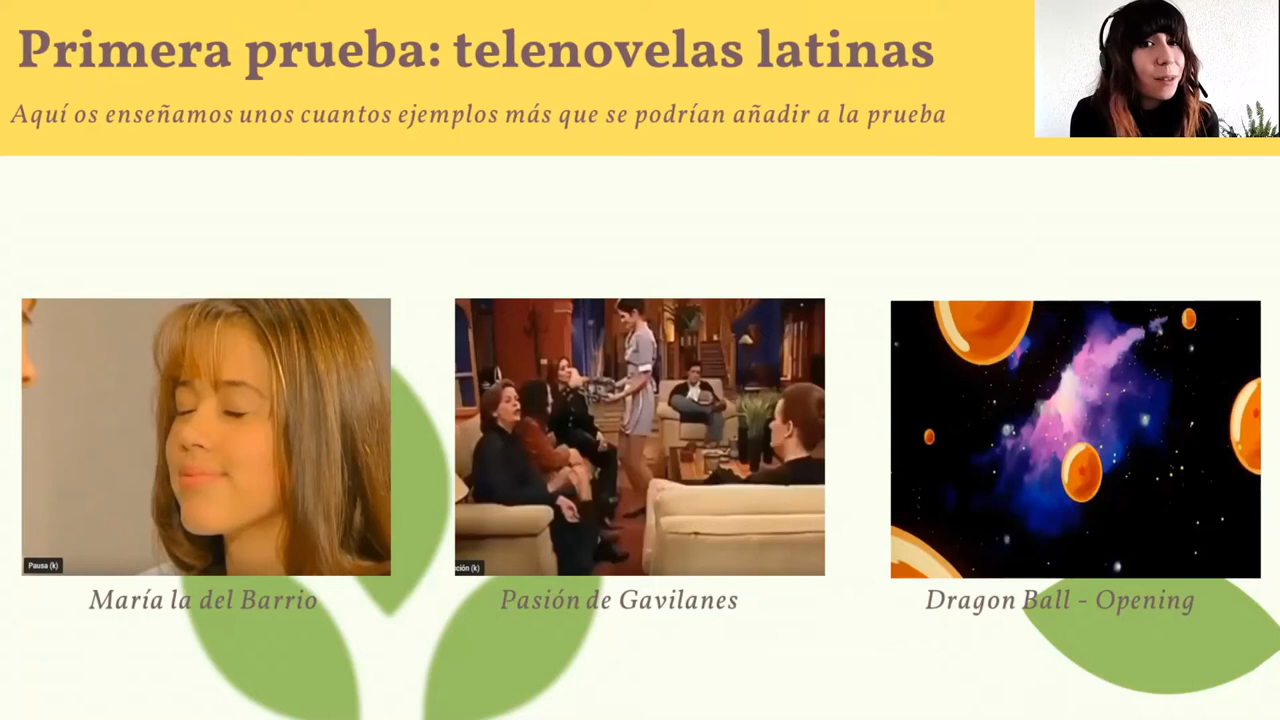 Primera prueba: telenovelas latinas
Aquí os enseñamos unos cuantos ejemplos más que se podrían añadir a la prueba
Pausa (k)
ción (k)
María la del Barrio
Pasión de Gavilanes
Dragon Ball - Opening